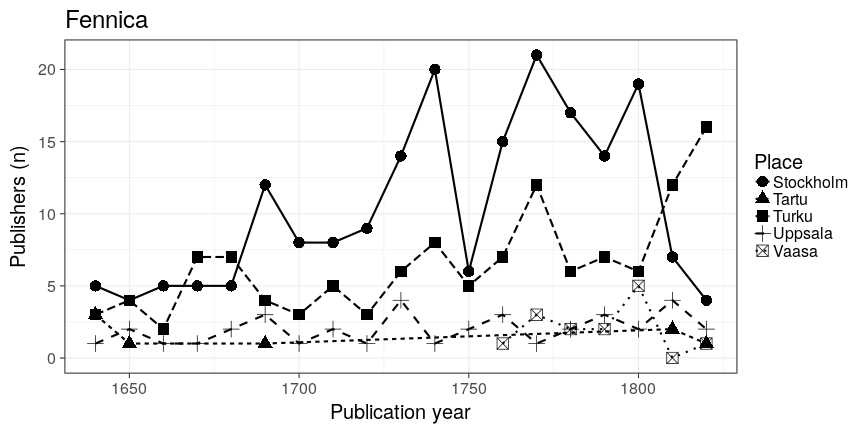 Fennica
Publishers (n)
20
15
10
5
0
1650
1700
1750
1800
Publication year
Place
Stockholm
Tartu
Turku
Uppsala
Vaasa